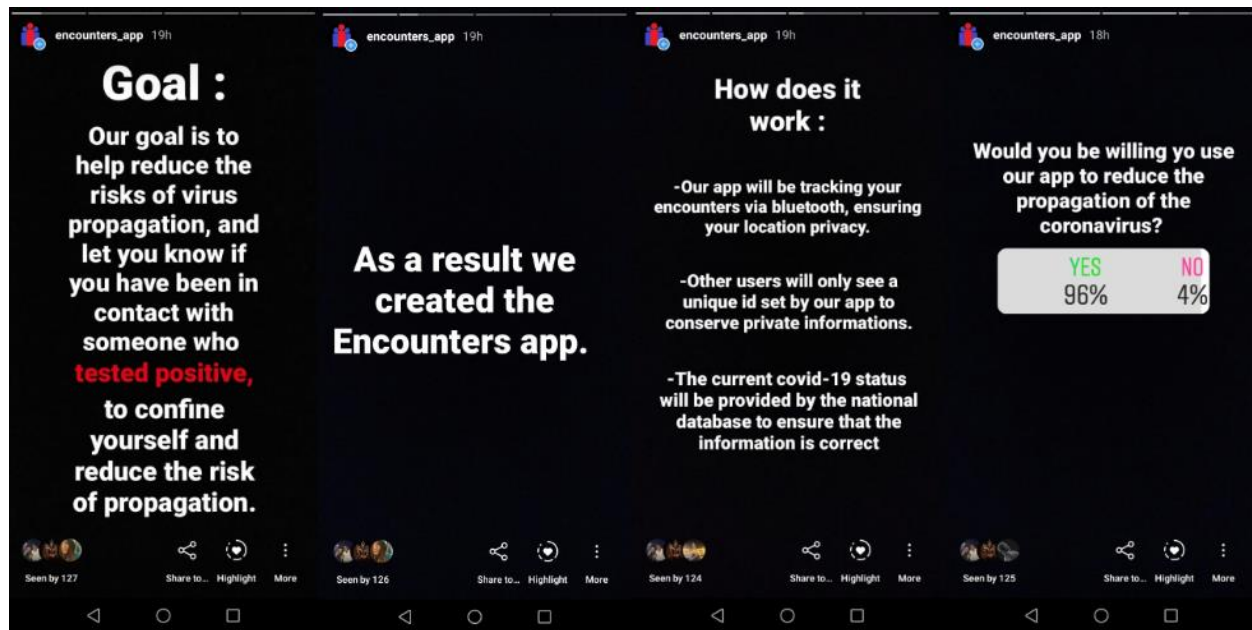 encounters_app 19h
Goal :
Our goal is to
help reduce the
risks of virus
propagation, and
let you know if
you have been in
contact with
someone who
tested positive,
to confine
yourself and
reduce the risk
of propagation.
Seen by 127
Share to... Highlight More
encounters_app 19h
As a result we
created the
Encounters app.
Seen by 126
Share to... Highlight More
encounters_app 19h
How does it
work :
-Our app will be tracking your
encounters via bluetooth, ensuring
your location privacy.
-Other users will only see a
unique id set by our app to
conserve private informations.
-The current covid-19 status
will be provided by the national
database to ensure that the
information is correct
Seen by 124
Share to... Highlight More
encounters_app 18h
Would you be willing yo use
our app to reduce the
propagation of the
coronavirus?
YES NO
96% 4%
Seen by 125
Share to... Highlight More